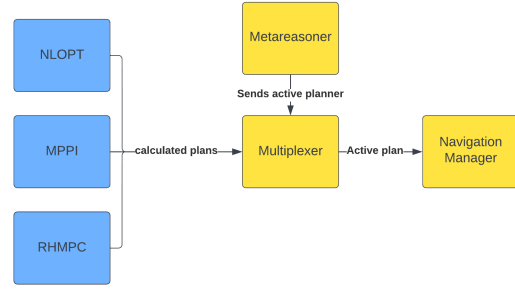 NLOPT
Metareasoner
Sends active planner
MPPI
calculated plans
Multiplexer
Active plan
Navigation
Manager
RHMPC